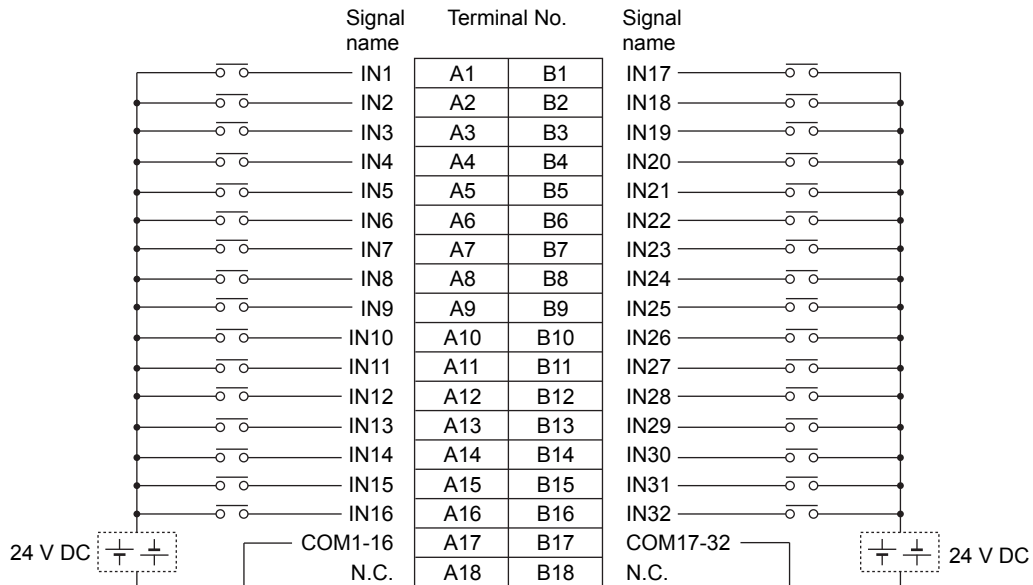 Signal name Terminal No. Signal name
IN1 A1 B1 IN17
IN2 A2 B2 IN18
IN3 A3 B3 IN19
IN4 A4 B4 IN20
IN5 A5 B5 IN21
IN6 A6 B6 IN22
IN7 A7 B7 IN23
IN8 A8 B8 IN24
IN9 A9 B9 IN25
IN10 A10 B10 IN26
IN11 A11 B11 IN27
IN12 A12 B12 IN28
IN13 A13 B13 IN29
IN14 A14 B14 IN30
IN15 A15 B15 IN31
IN16 A16 B16 IN32
24 V DC COM1-16 A17 B17 COM17-32 24 V DC
N.C. A18 B18 N.C.